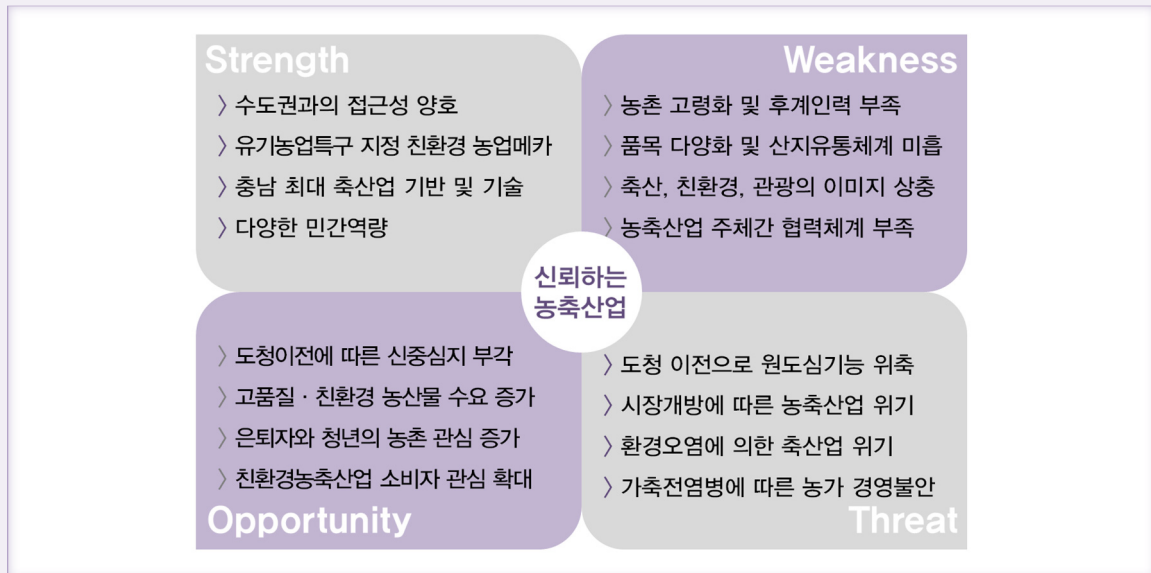 Strength
〉수도권과의 접근성 양호
〉유기농업특구 지정 친환경 농업메카
〉충남 최대 축산업 기반 및 기술
〉다양한 민간역량
Weakness
〉농촌 고령화 및 후계인력 부족
〉품목 다양화 및 산지유통체계 미흡
〉축산, 친환경, 관광의 이미지 상충
〉농축산업 주체간 협력체계 부족
신뢰하는
농축산업
〉도청이전에 따른 신중심지 부각
〉고품질 · 친환경 농산물 수요 증가
〉은퇴자와 청년의 농촌 관심 증가
〉친환경농축산업 소비자 관심 확대
Opportunity
〉도청 이전으로 원도심기능 위축
〉시장개방에 따른 농축산업 위기
〉환경오염에 의한 축산업 위기
〉가축전염병에 따른 농가 경영불안
Threat